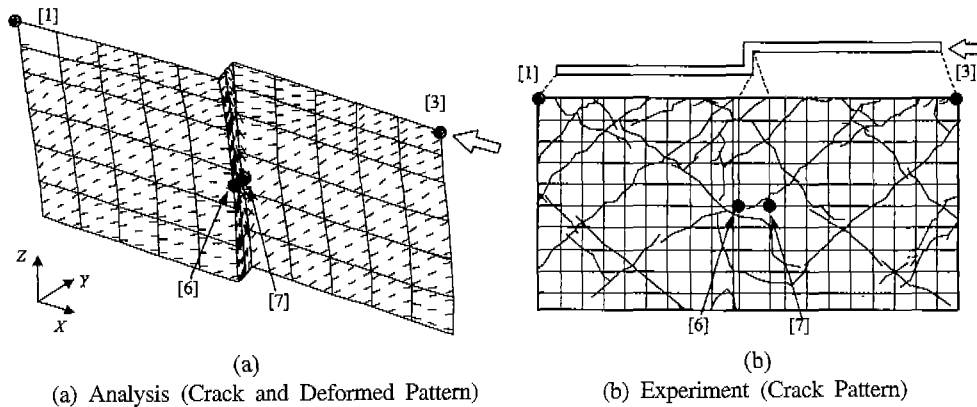 [1]
[3]
[6]
[7]
Z
Y
X
(a)
(a) Analysis (Crack and Deformed Pattern)
[1]
[3]
[6]
[7]
(b)
(b) Experiment (Crack Pattern)